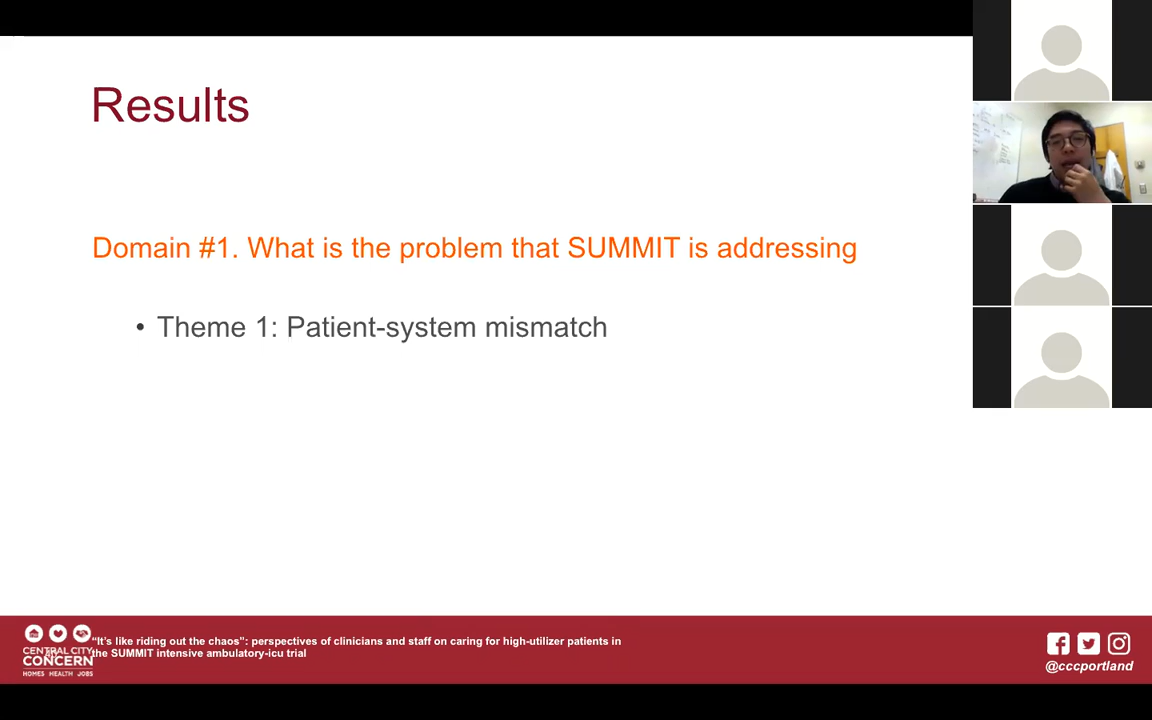 Results
Domain #1. What is the problem that SUMMIT is addressing
• Theme 1: Patient-system mismatch
"It's like riding out the chaos": perspectives of clinicians and staff on caring for high-utilizer patients in
the SUMMIT intensive ambulatory-icu trial
CENTRAL CITY
CONCERN
HOMES HEALTH JOBS
@cccportland